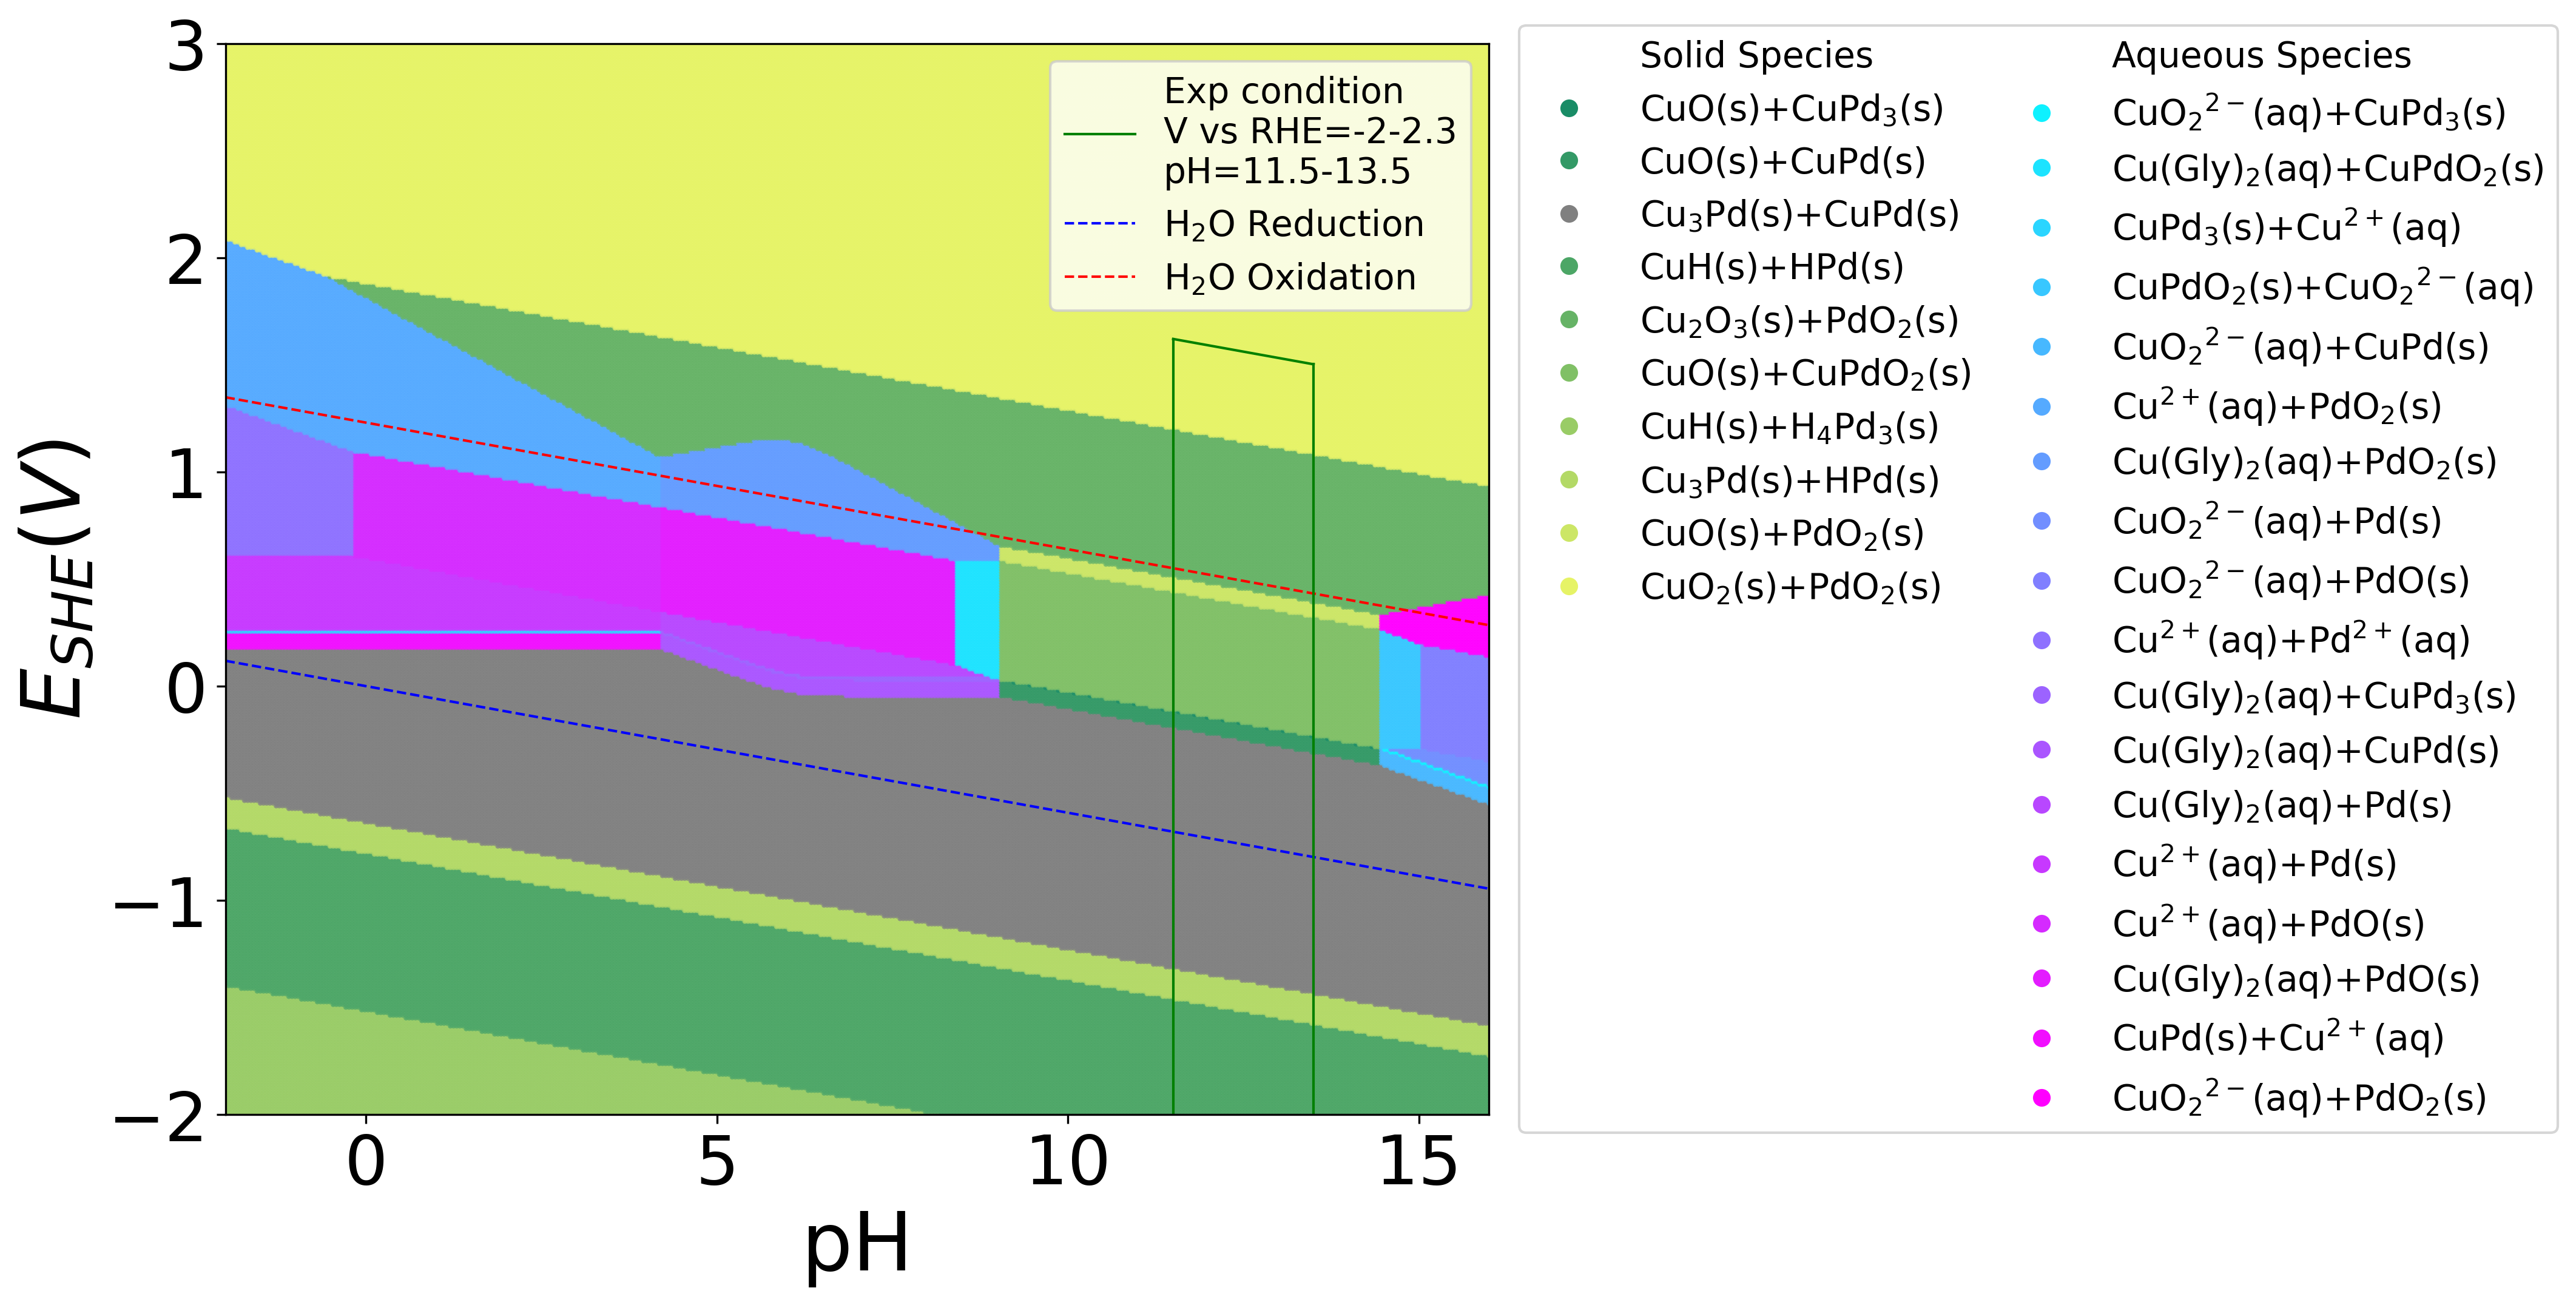 3
2
1
0
−1
−2
E_SHE(V)
0
5
10
15
pH
Exp condition
V vs RHE=-2-2.3
pH=11.5-13.5
H₂O Reduction
H₂O Oxidation
Solid Species
CuO(s)+CuPd₃(s)
CuO(s)+CuPd(s)
Cu₃Pd(s)+CuPd(s)
CuH(s)+HPd(s)
Cu₂O₃(s)+PdO₂(s)
CuO(s)+CuPdO₂(s)
CuH(s)+H₄Pd₃(s)
Cu₃Pd(s)+HPd(s)
CuO(s)+PdO₂(s)
CuO₂(s)+PdO₂(s)
Aqueous Species
CuO₂²⁻(aq)+CuPd₃(s)
Cu(Gly)₂(aq)+CuPdO₂(s)
CuPd₃(s)+Cu²⁺(aq)
CuPdO₂(s)+CuO₂²⁻(aq)
CuO₂²⁻(aq)+CuPd(s)
Cu²⁺(aq)+PdO₂(s)
Cu(Gly)₂(aq)+PdO₂(s)
CuO₂²⁻(aq)+Pd(s)
CuO₂²⁻(aq)+PdO(s)
Cu²⁺(aq)+Pd²⁺(aq)
Cu(Gly)₂(aq)+CuPd₃(s)
Cu(Gly)₂(aq)+CuPd(s)
Cu(Gly)₂(aq)+Pd(s)
Cu²⁺(aq)+Pd(s)
Cu²⁺(aq)+PdO(s)
Cu(Gly)₂(aq)+PdO(s)
CuPd(s)+Cu²⁺(aq)
CuO₂²⁻(aq)+PdO₂(s)